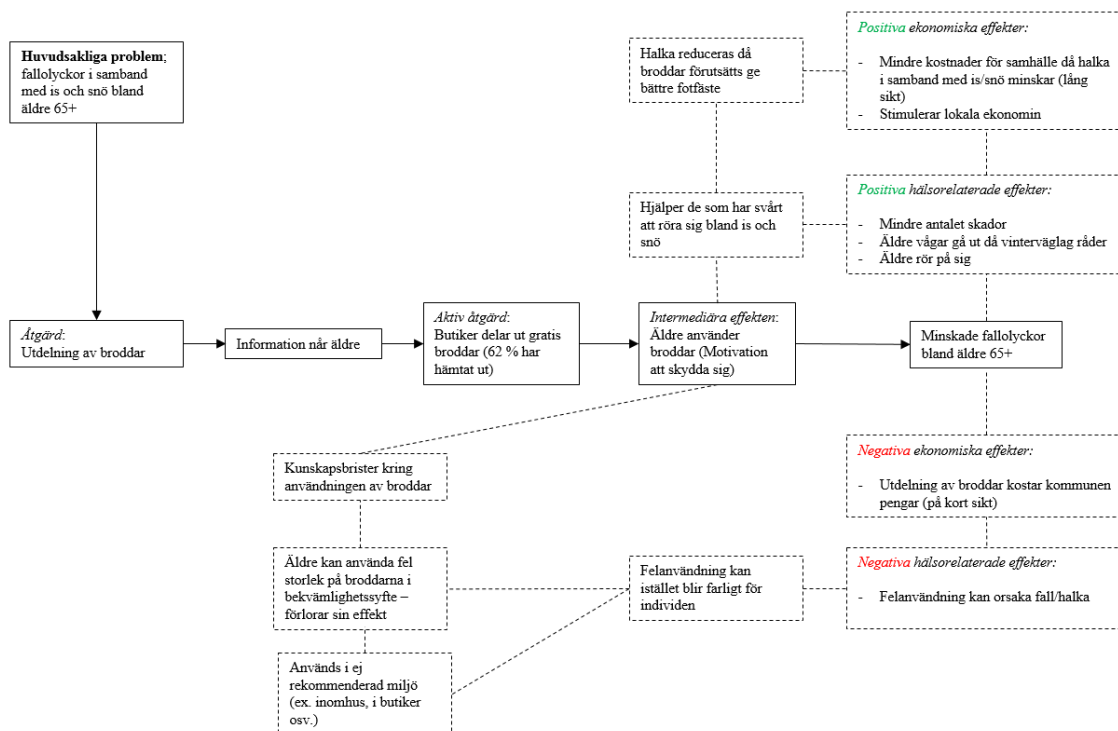 Huvudsakliga problem;
fallolyckor i samband
med is och snö bland
äldre 65+
Halka reduceras då
broddar förutsätts ge
bättre fotfäste
Positiva ekonomiska effekter:
- Mindre kostnader för samhälle då halka
i samband med is/snö minskar (lång
sikt)
- Stimulerar lokala ekonomin
Hjälper de som har svårt
att röra sig bland is och
snö
Positiva hälsorelaterade effekter:
- Mindre antalet skador
- Äldre vågar gå ut då vinterväglag råder
- Äldre rör på sig
Åtgärd:
Utdelning av broddar
Information når äldre
Aktiv åtgärd:
Butiker delar ut gratis
broddar (62 % har
hämtat ut)
Intermediära effekten:
Äldre använder
broddar (Motivation
att skydda sig)
Minskade fallolyckor
bland äldre 65+
Kunskapsbrister kring
användningen av broddar
Negativa ekonomiska effekter:
- Utdelning av broddar kostar kommunen
pengar (på kort sikt)
Äldre kan använda fel
storlek på broddarna i
bekvämlighetssyfte –
förlorar sin effekt
Felanvändning kan
istället blir farligt för
individen
Negativa hälsorelaterade effekter:
- Felanvändning kan orsaka fall/halka
Används i ej
rekommenderad miljö
(ex. inomhus, i butiker
osv.)